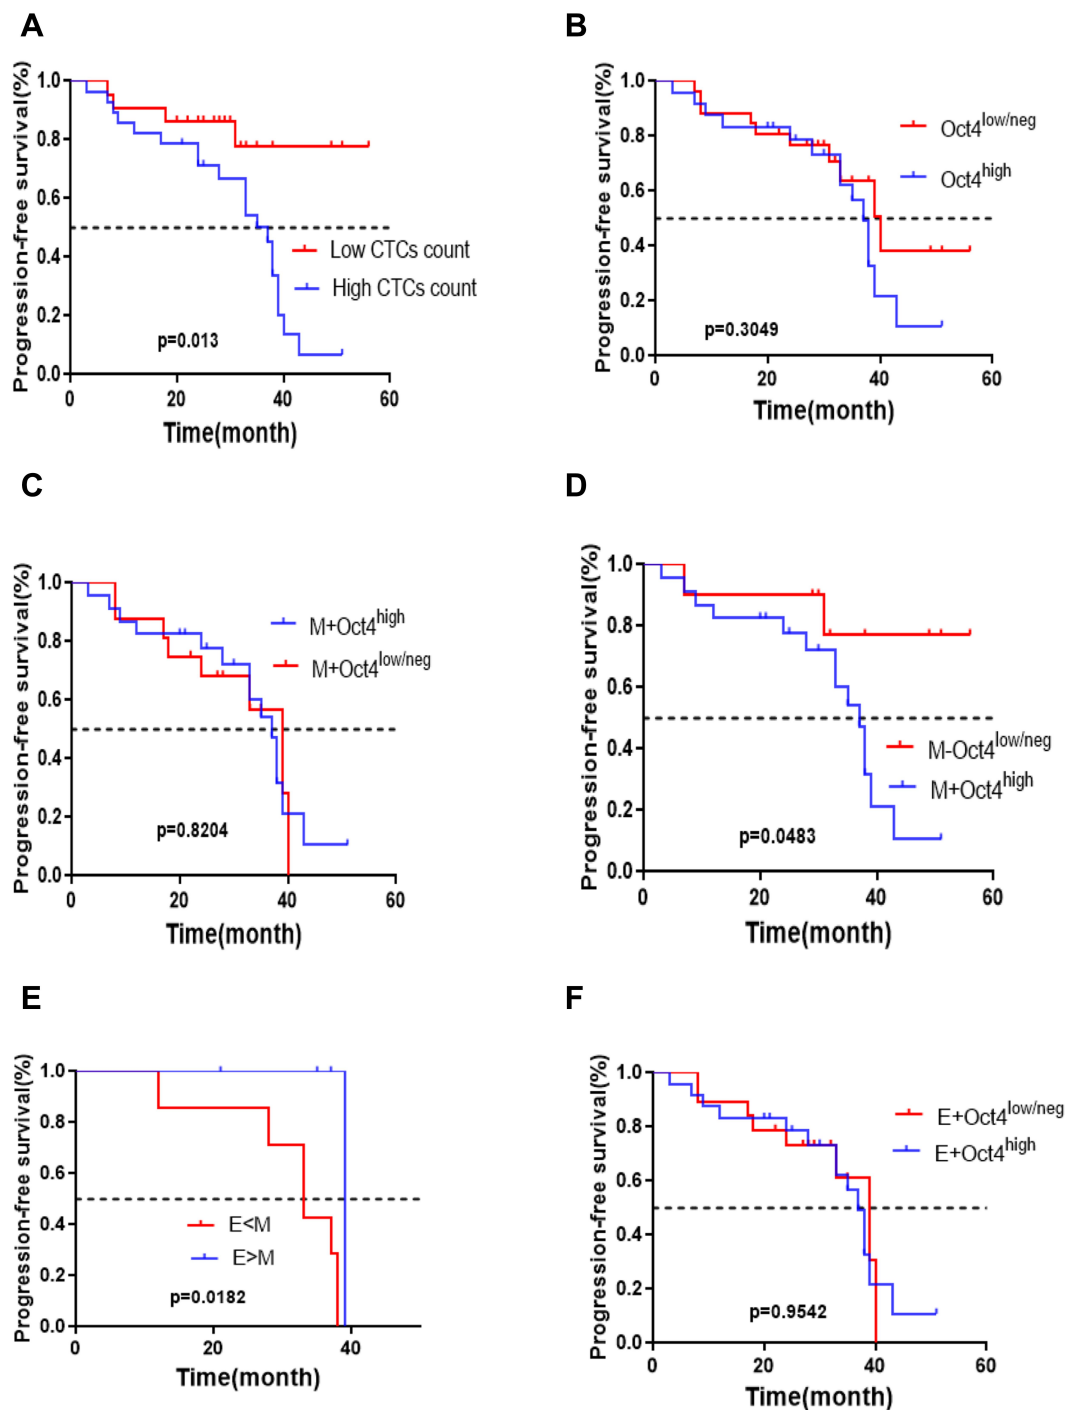 A
Progression-free survival(%)
1.0
0.8
0.6
0.4
0.2
0.0
Low CTCs count
High CTCs count
p=0.013
0 20 40 60
Time(month)
B
Progression-free survival(%)
1.0
0.8
0.6
0.4
0.2
0.0
Oct4low/neg
Oct4high
p=0.3049
0 20 40 60
Time(month)
C
Progression-free survival(%)
1.0
0.8
0.6
0.4
0.2
0.0
M+Oct4high
M+Oct4low/neg
p=0.8204
0 20 40 60
Time(month)
D
Progression-free survival(%)
1.0
0.8
0.6
0.4
0.2
0.0
M-Oct4low/neg
M+Oct4high
p=0.0483
0 20 40 60
Time(month)
E
Progression-free survival(%)
1.0
0.8
0.6
0.4
0.2
0.0
E<M
E>M
p=0.0182
0 20 40
Time(month)
F
Progression-free survival(%)
1.0
0.8
0.6
0.4
0.2
0.0
E+Oct4low/neg
E+Oct4high
p=0.9542
0 20 40 60
Time(month)